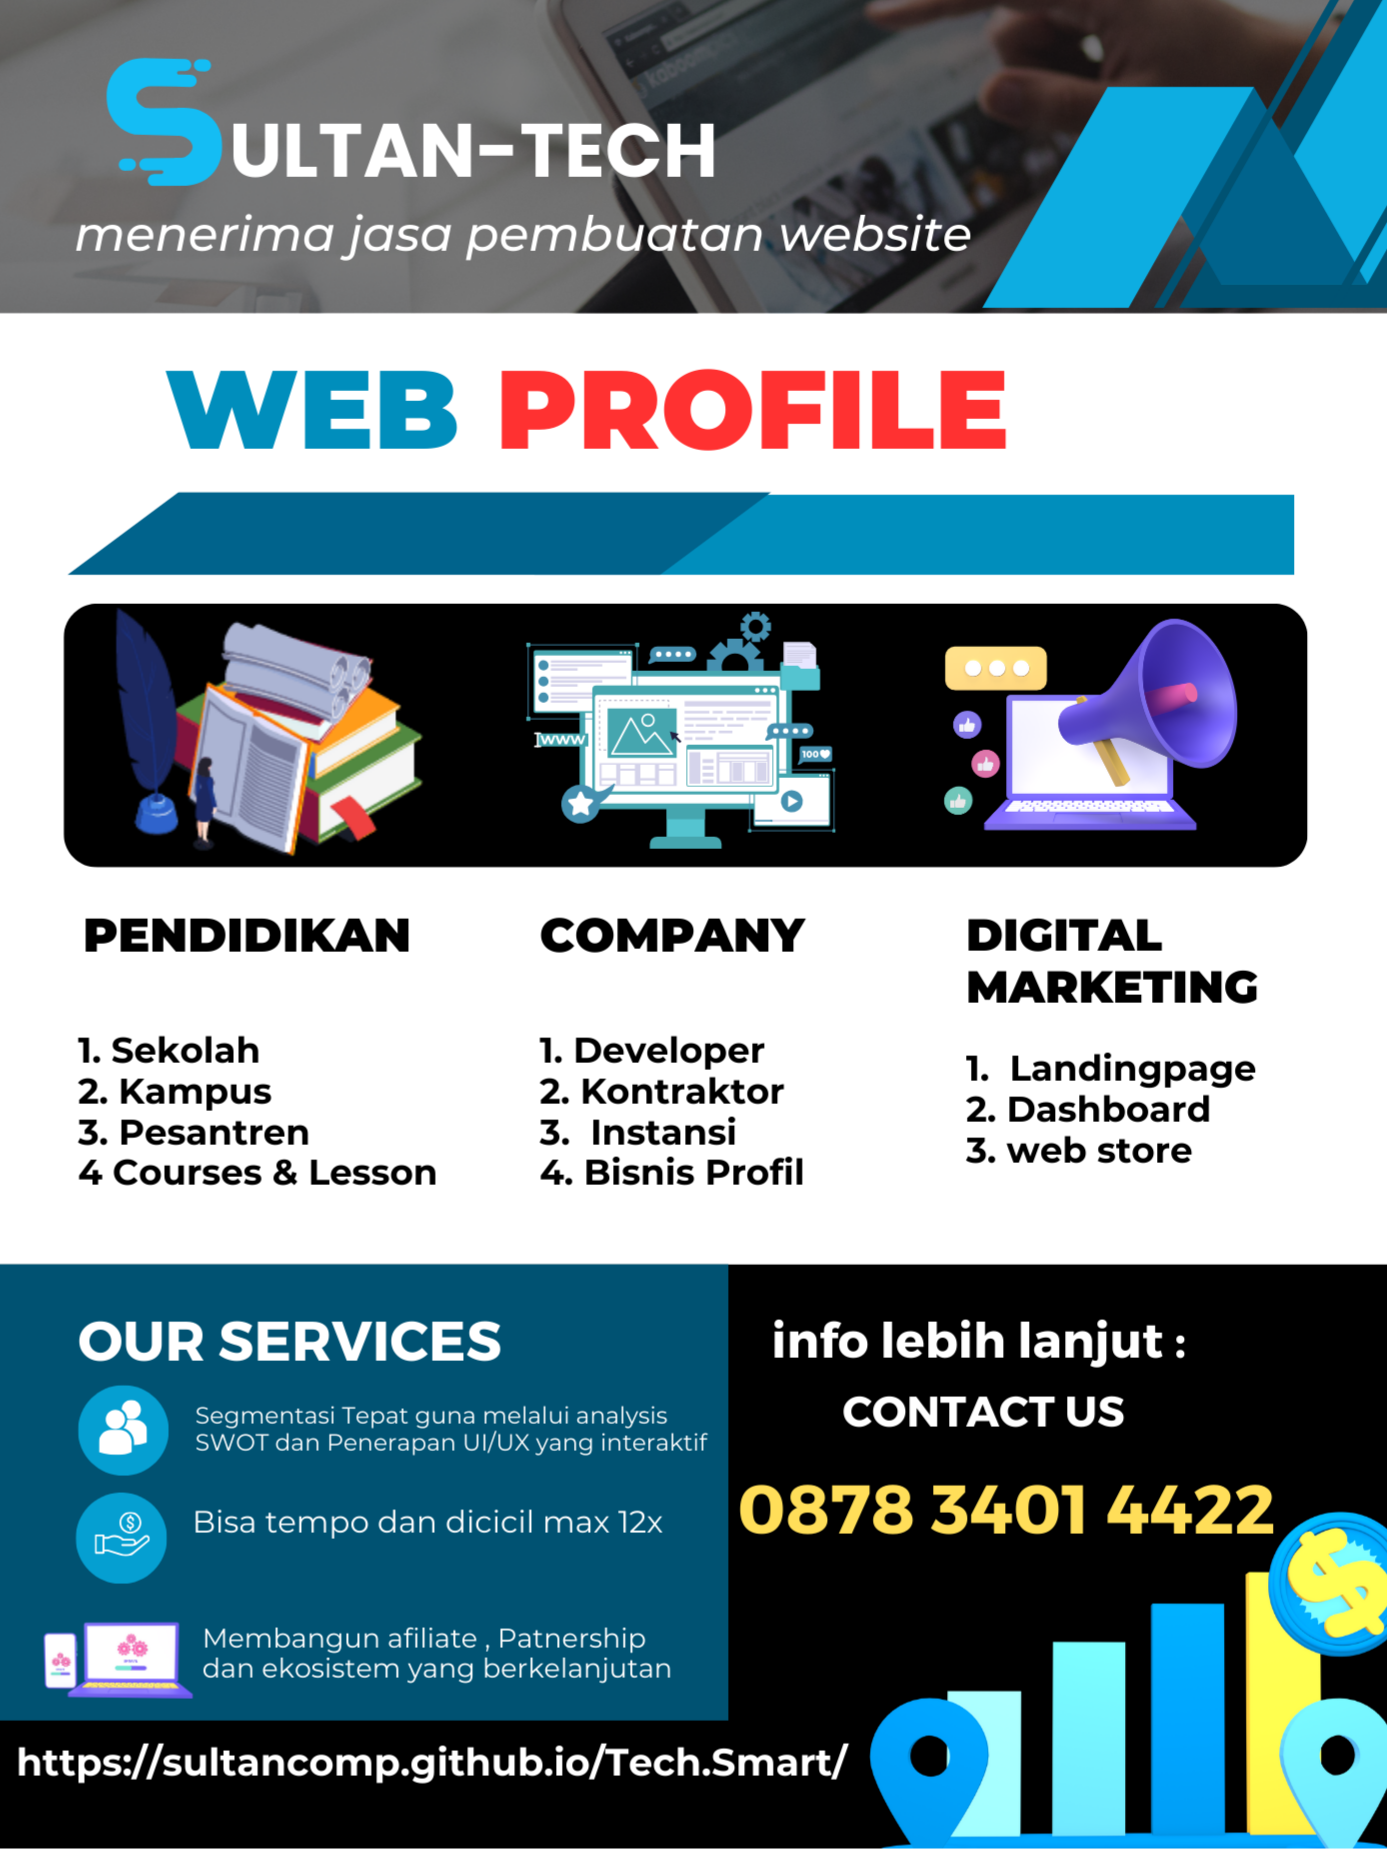 SULTAN-TECH
menerima jasa pembuatan website
WEB PROFILE
www
100
PENDIDIKAN
1. Sekolah
2. Kampus
3. Pesantren
4 Courses & Lesson
COMPANY
1. Developer
2. Kontraktor
3. Instansi
4. Bisnis Profil
DIGITAL
MARKETING
1. Landingpage
2. Dashboard
3. web store
OUR SERVICES
Segmentasi Tepat guna melalui analysis
SWOT dan Penerapan UI/UX yang interaktif
Bisa tempo dan dicicil max 12x
Membangun afiliate , Patnership
dan ekosistem yang berkelanjutan
info lebih lanjut :
CONTACT US
0878 3401 4422
https://sultancomp.github.io/Tech.Smart/